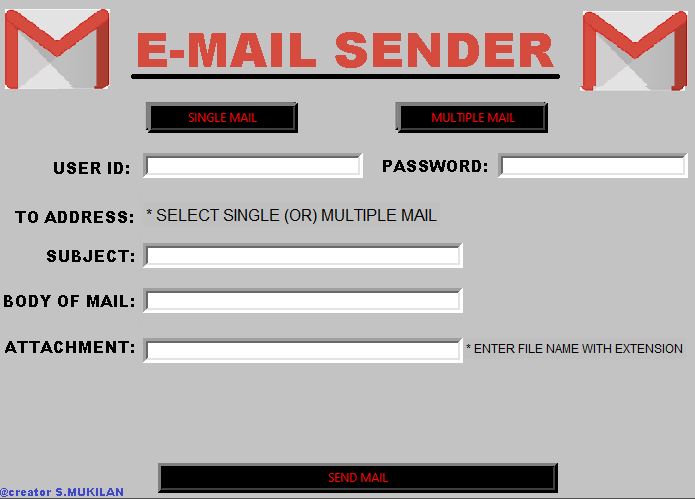 E-MAIL SENDER
SINGLE MAIL
MULTIPLE MAIL
USER ID:
PASSWORD:
TO ADDRESS:
* SELECT SINGLE (OR) MULTIPLE MAIL
SUBJECT:
BODY OF MAIL:
ATTACHMENT:
* ENTER FILE NAME WITH EXTENSION
SEND MAIL
@creator S.MUKILAN